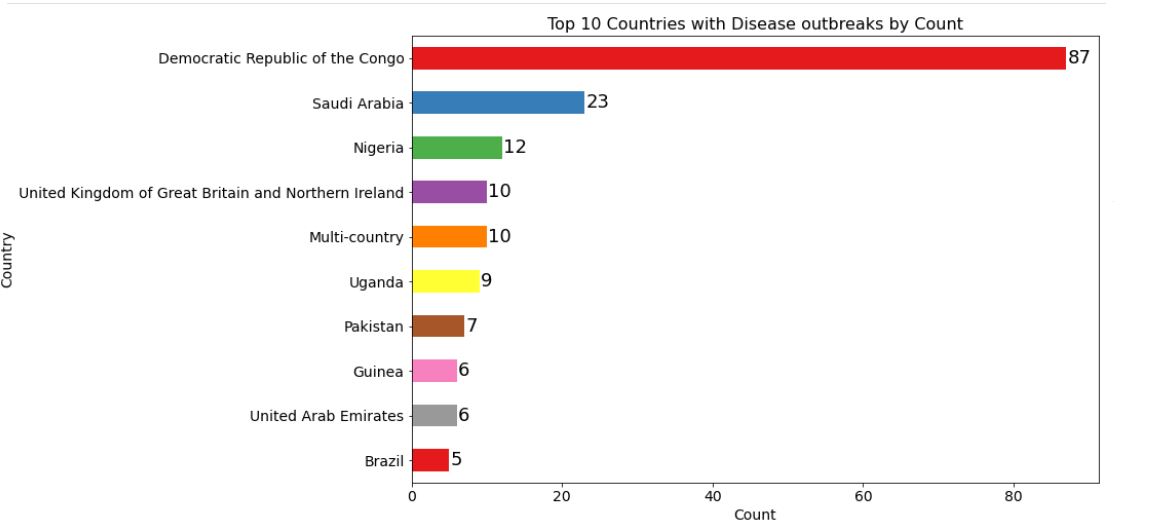 Top 10 Countries with Disease outbreaks by Count
Democratic Republic of the Congo 87
Saudi Arabia 23
Nigeria 12
United Kingdom of Great Britain and Northern Ireland 10
Multi-country 10
Uganda 9
Pakistan 7
Guinea 6
United Arab Emirates 6
Brazil 5
Country
0 20 40 60 80
Count